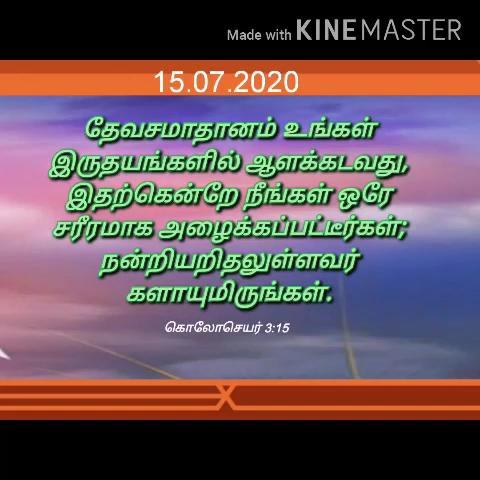 Made with KINEMASTER
15.07.2020
தேவசமாதானம் உங்கள்
இருதயங்களில் ஆளக்கடவது,
இதற்கென்றே நீங்கள் ஒரே
சரீரமாக அழைக்கப்பட்டீர்கள்;
நன்றியறிதலுள்ளவர்
களாயுமிருங்கள்.
கொலோசெயர் 3:15